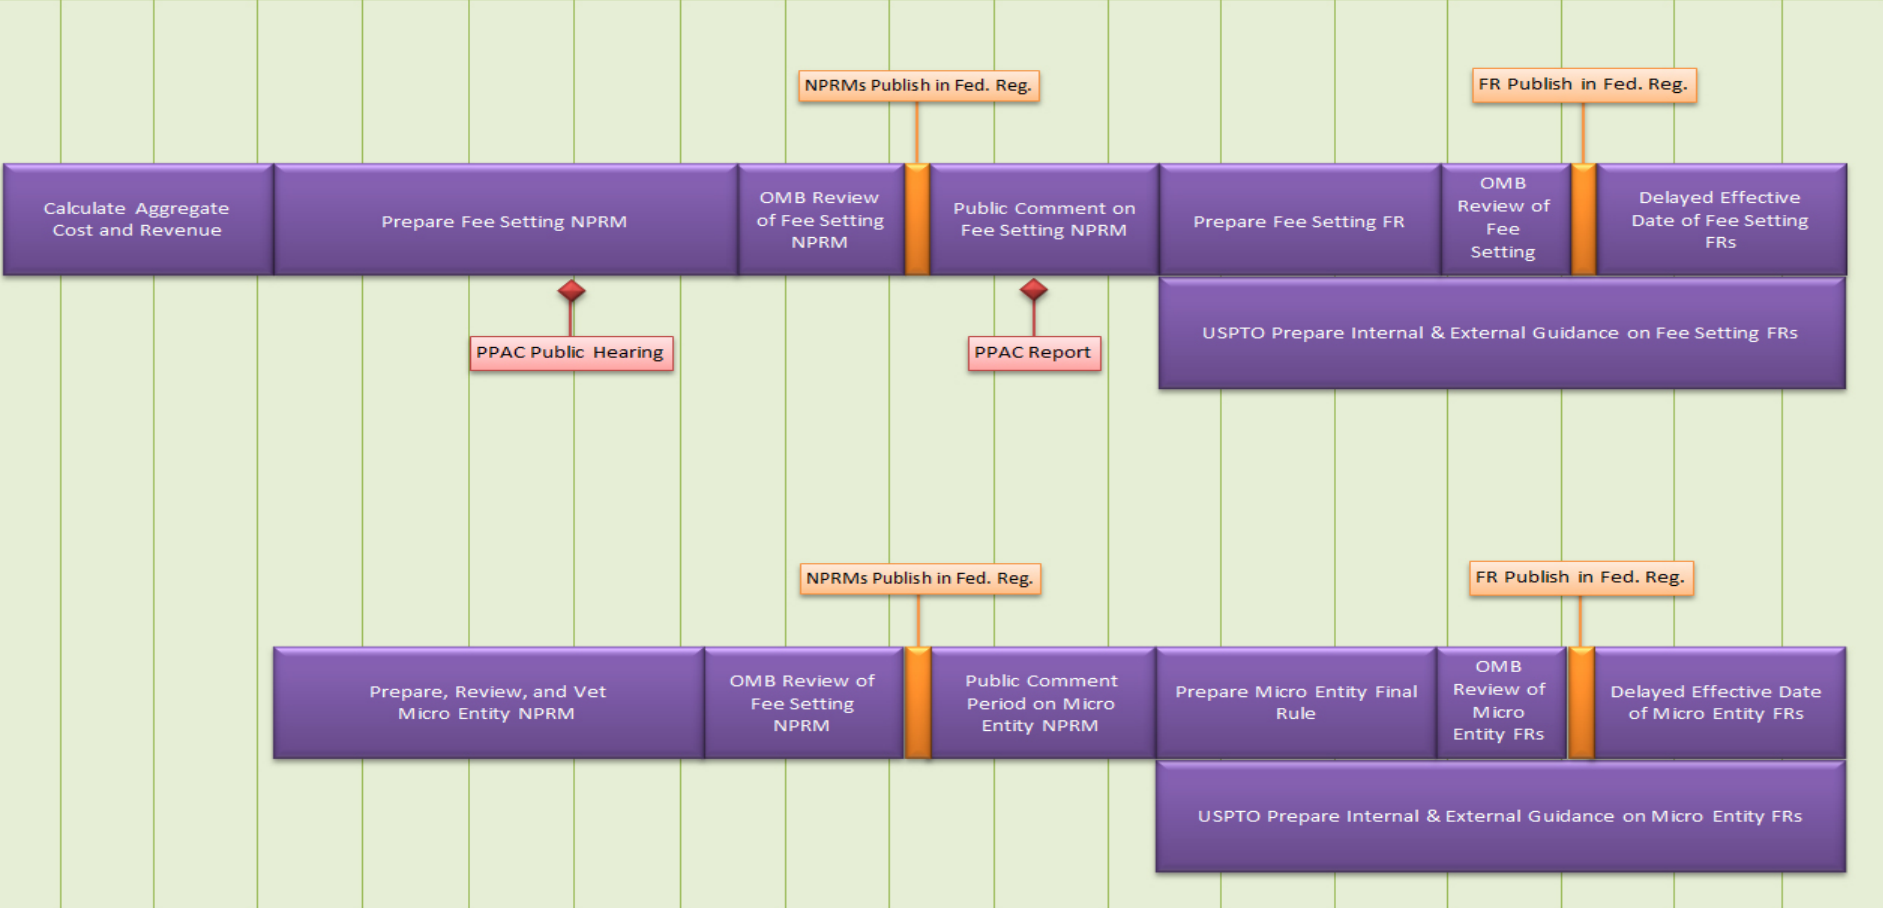 NPRMs Publish in Fed. Reg.
FR Publish in Fed. Reg.
Calculate Aggregate
Cost and Revenue
Prepare Fee Setting NPRM
OMB Review
of Fee Setting
NPRM
Public Comment on
Fee Setting NPRM
Prepare Fee Setting FR
OMB
Review of
Fee
Setting
Delayed Effective
Date of Fee Setting
FRs
USPTO Prepare Internal & External Guidance on Fee Setting FRs
PPAC Public Hearing
PPAC Report
NPRMs Publish in Fed. Reg.
FR Publish in Fed. Reg.
Prepare, Review, and Vet
Micro Entity NPRM
OMB Review of
Fee Setting
NPRM
Public Comment
Period on Micro
Entity NPRM
Prepare Micro Entity Final
Rule
OMB
Review of
Micro
Entity FRs
Delayed Effective Date
of Micro Entity FRs
USPTO Prepare Internal & External Guidance on Micro Entity FRs